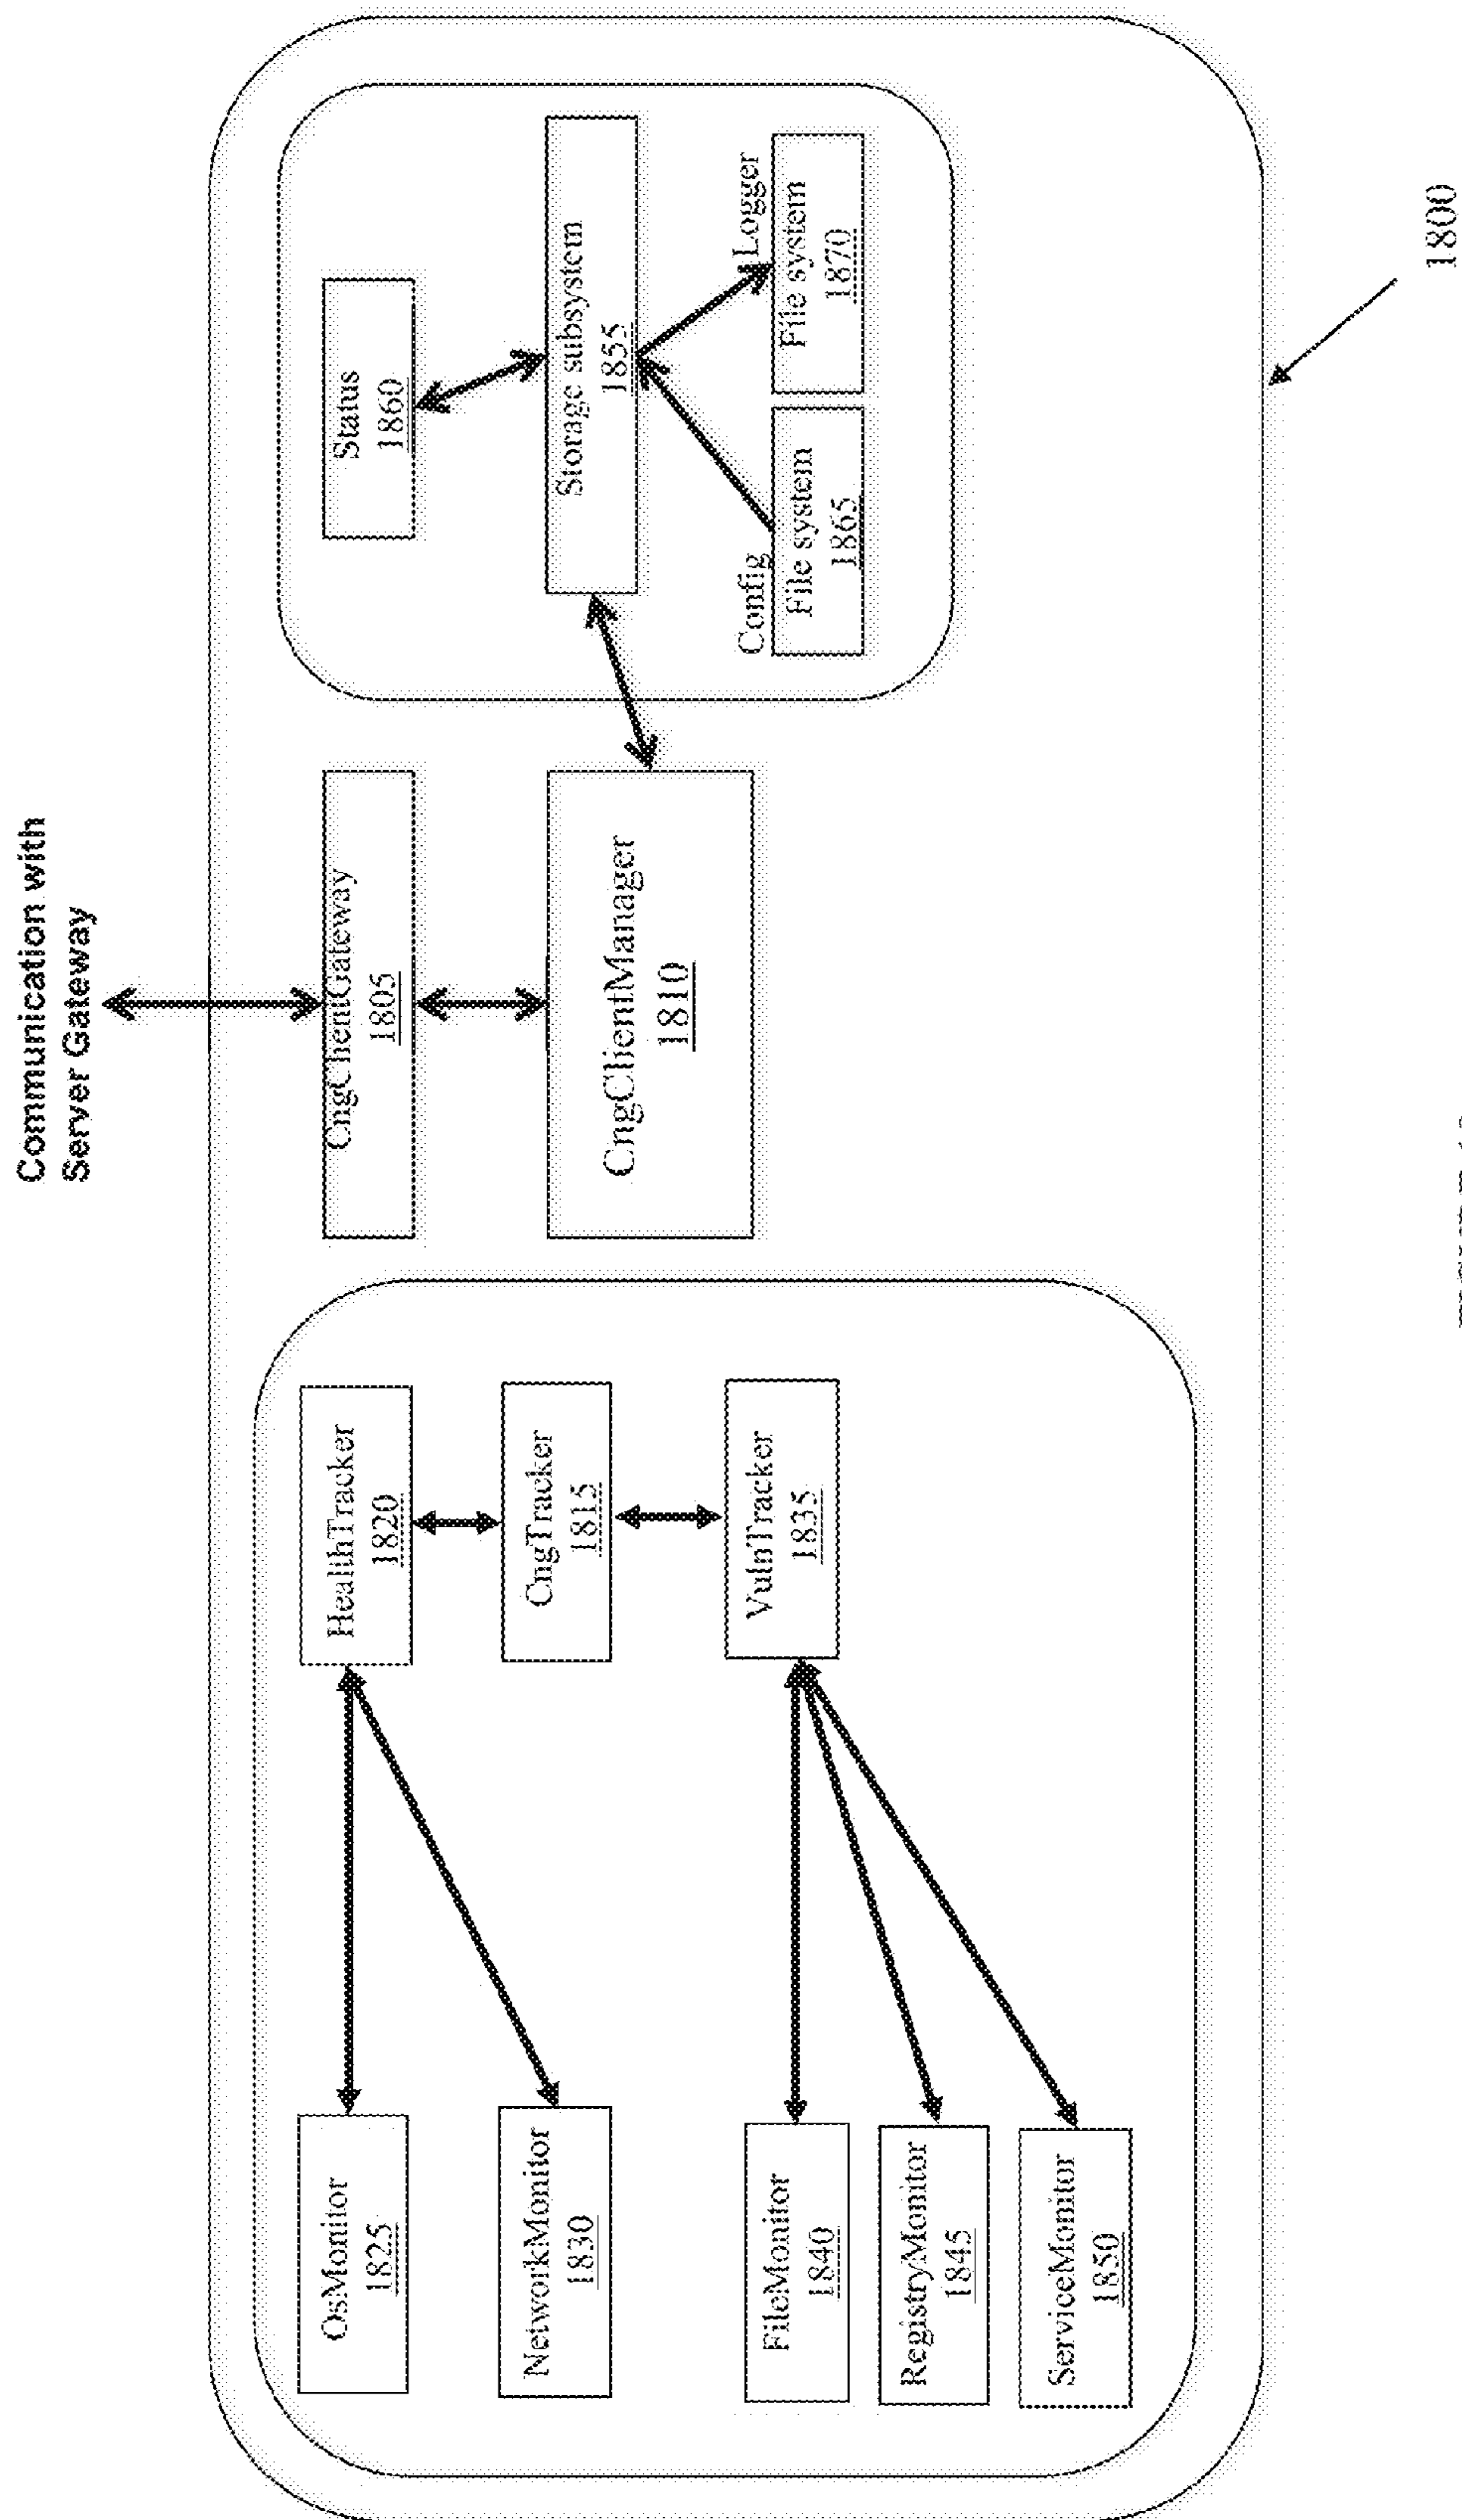 Communication with
Server Gateway
OsMonitor
1825
NetworkMonitor
1830
FileMonitor
1840
RegistryMonitor
1845
ServiceMonitor
1850
HealthTracker
1820
CngTracker
1815
VulnTracker
1835
CngClientGateway
1805
CngClientManager
1810
Status
1860
Storage subsystem
1855
Config
File system
1865
Logger
File system
1870
1800